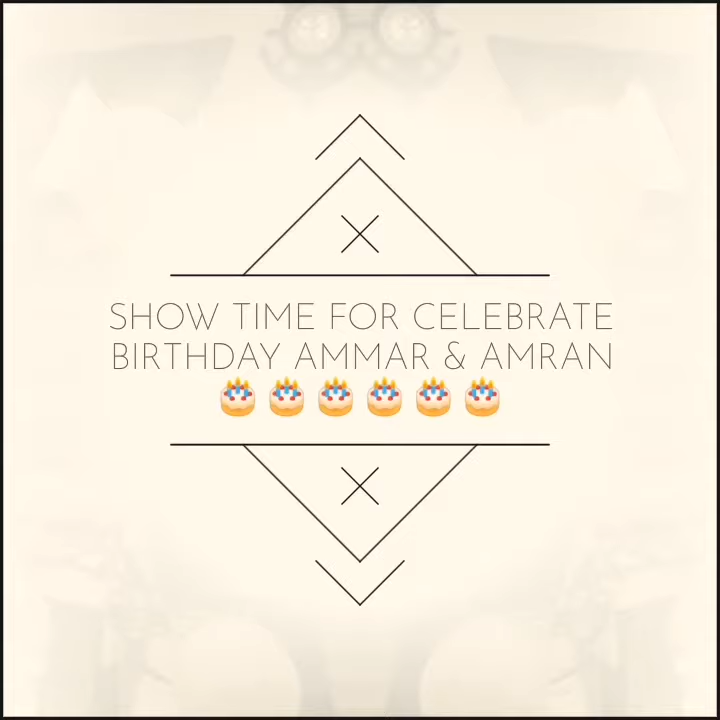 SHOW TIME FOR CELEBRATE
BIRTHDAY AMMAR & AMRAN
🎂 🎂 🎂 🎂 🎂 🎂